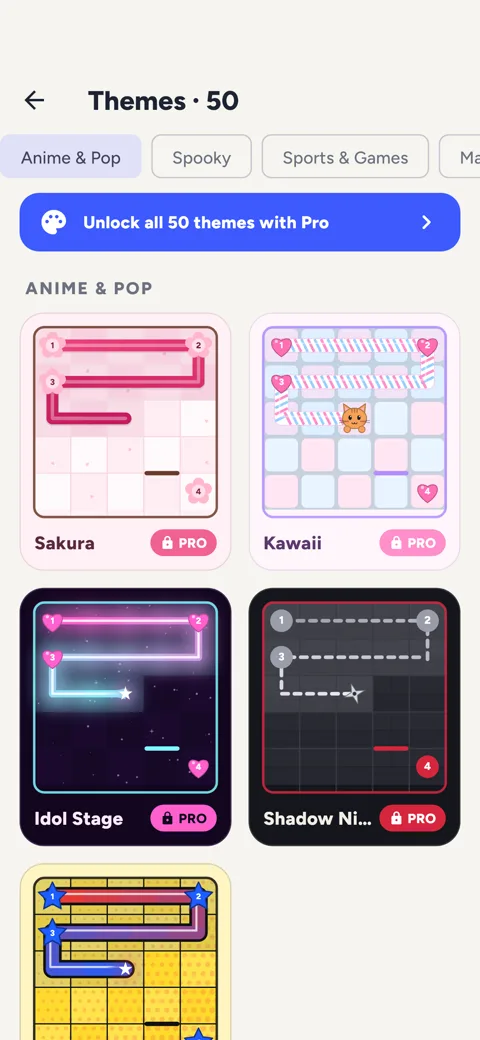 Themes · 50
Anime & Pop
Spooky
Sports & Games
Ma
Unlock all 50 themes with Pro
ANIME & POP
1
2
3
4
Sakura
PRO
1
2
3
4
Kawaii
PRO
1
2
3
4
Idol Stage
PRO
1
2
3
4
Shadow Ni...
PRO
1
2
3